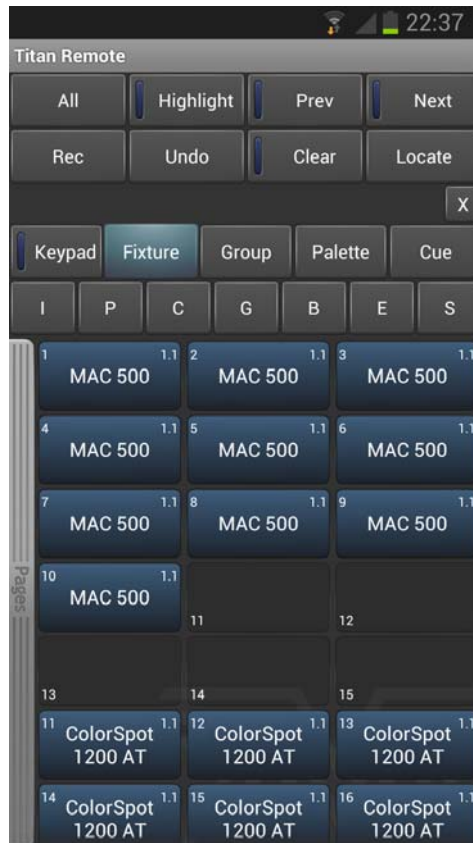 22:37
Titan Remote
All Highlight Prev Next
Rec Undo Clear Locate
X
Keypad Fixture Group Palette Cue
I P C G B E S
1 1.1 2 1.1 3 1.1
MAC 500 MAC 500 MAC 500
4 1.1 5 1.1 6 1.1
MAC 500 MAC 500 MAC 500
7 1.1 8 1.1 9 1.1
MAC 500 MAC 500 MAC 500
Pages
10 1.1
MAC 500
11 12
13 14 15
11 1.1 12 1.1 13 1.1
ColorSpot ColorSpot ColorSpot
1200 AT 1200 AT 1200 AT
14 1.1 15 1.1 16 1.1
ColorSpot ColorSpot ColorSpot
1200 AT 1200 AT 1200 AT